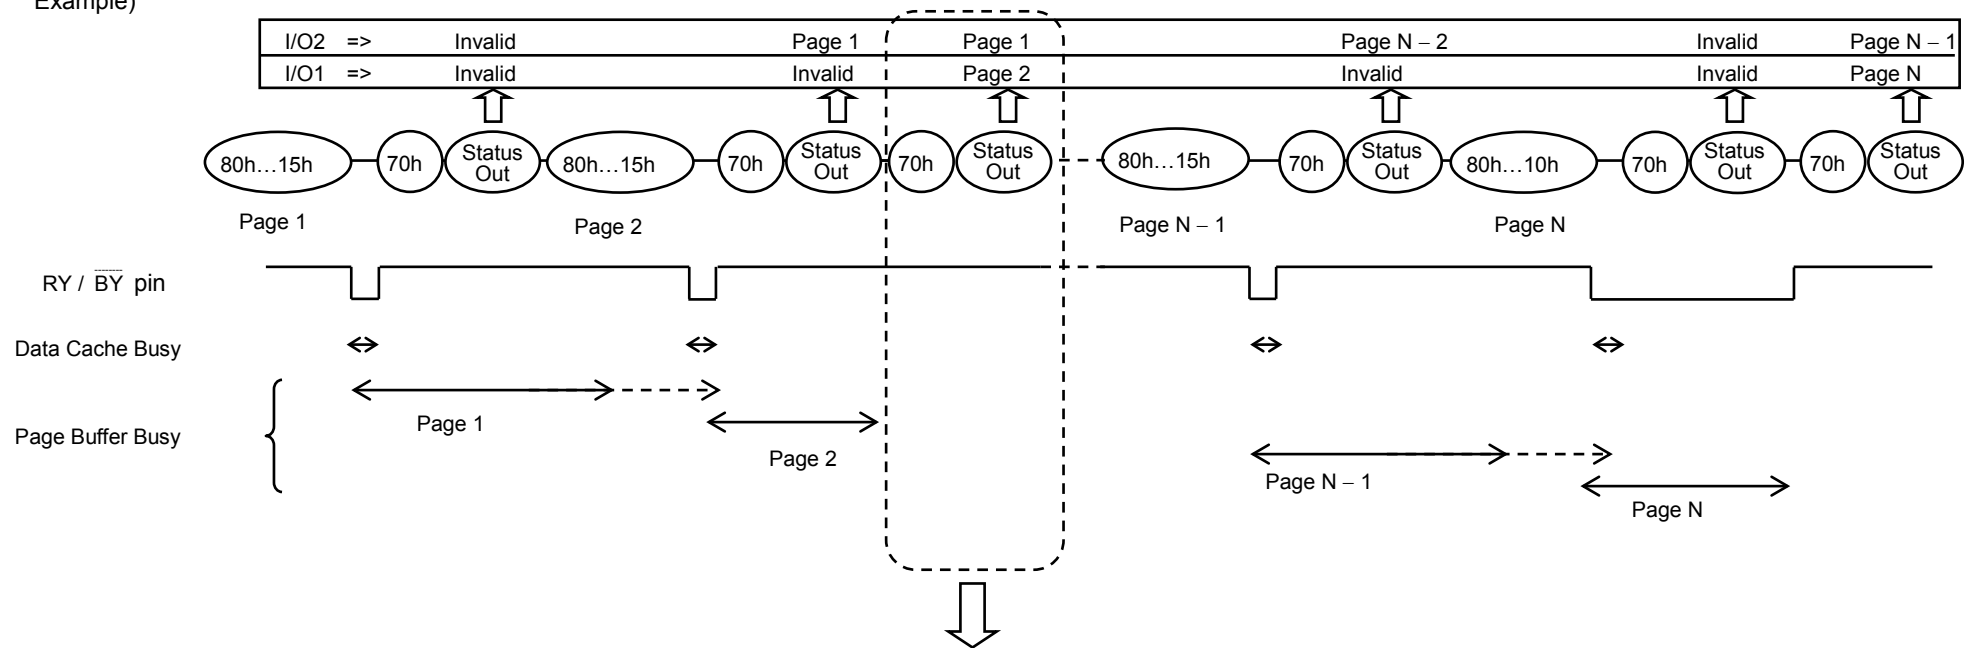 Example)
I/O2 => Invalid Page 1 Page 1 Page N – 2 Invalid Page N – 1
I/O1 => Invalid Invalid Page 2 Invalid Invalid Page N
80h…15h 70h Status Out 80h…15h 70h Status Out 70h Status Out 80h…15h 70h Status Out 80h…10h 70h Status Out 70h Status Out
Page 1 Page 2 Page N – 1 Page N
RY / BY pin
Data Cache Busy
Page Buffer Busy
Page 1
Page 2
Page N – 1
Page N